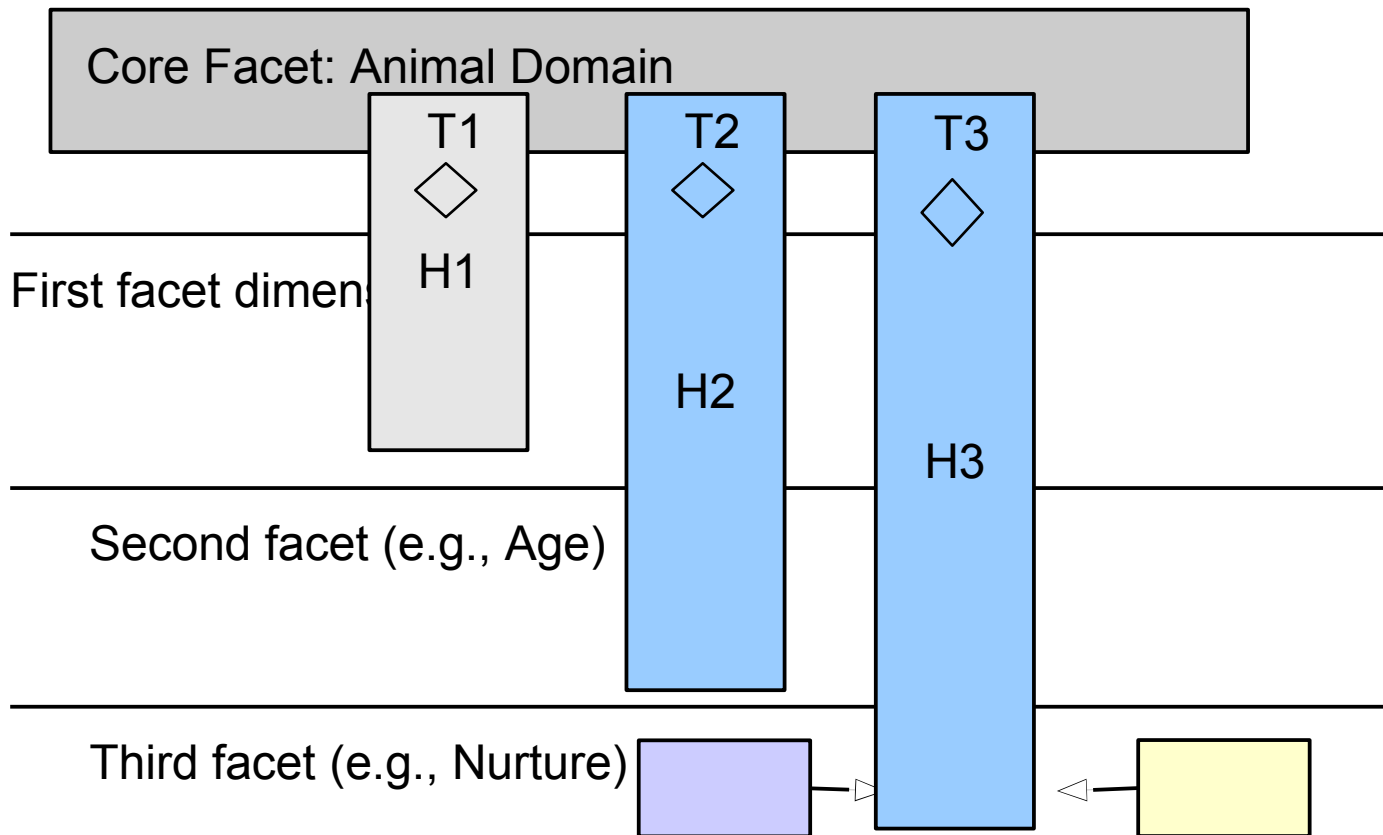 Core Facet: Animal Domain
T1
T2
T3
H1
First facet dimens
H2
H3
Second facet (e.g., Age)
Third facet (e.g., Nurture)